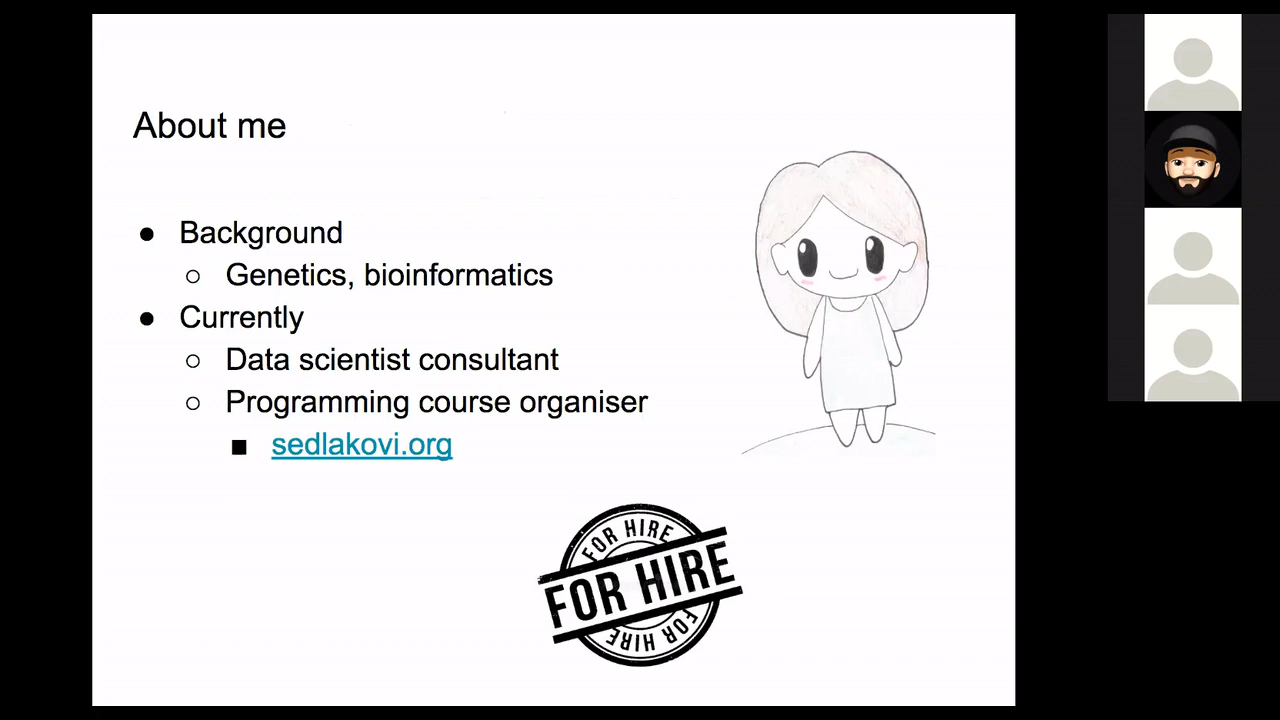 About me
● Background
○ Genetics, bioinformatics
● Currently
○ Data scientist consultant
○ Programming course organiser
■ sedlakovi.org
FOR HIRE
FOR HIRE
FOR HIRE